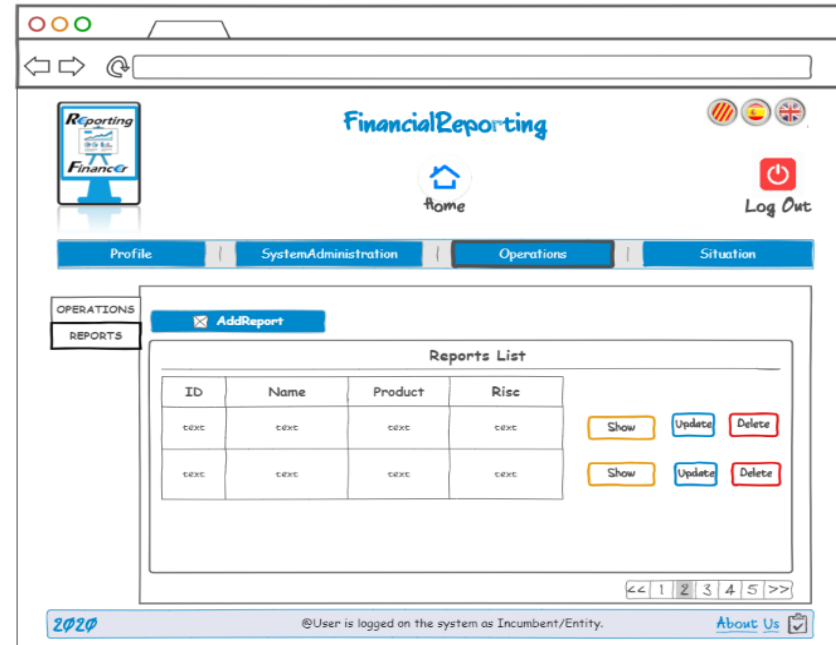 Reporting
Financer
FinancialReporting
Home
Log Out
Profile | SystemAdministration | Operations | Situation
OPERATIONS
REPORTS
AddReport
Reports List
ID Name Product Risc
text text text text Show Update Delete
text text text text Show Update Delete
<< 1 2 3 4 5 >>
2020 @User is logged on the system as Incumbent/Entity. About Us